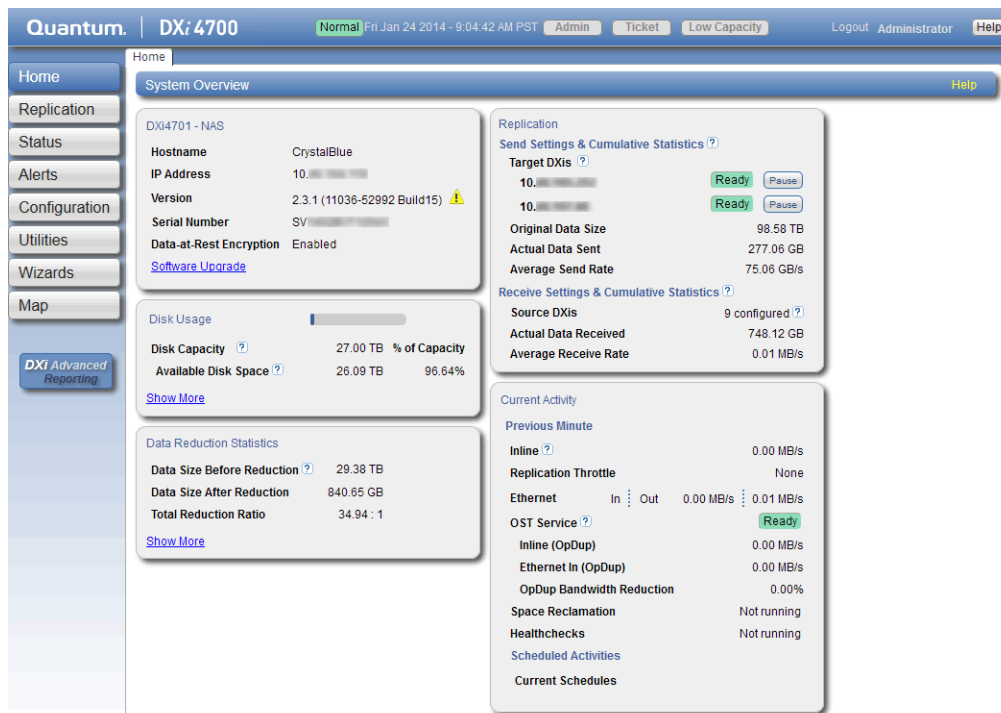 Quantum. DXi 4700 Normal Fri Jan 24 2014 - 9:04:42 AM PST Admin Ticket Low Capacity Logout Administrator Help
Home
Home
Replication
Status
Alerts
Configuration
Utilities
Wizards
Map
DXi Advanced
Reporting
System Overview Help
DXi4701 - NAS
Hostname CrystalBlue
IP Address 10.
Version 2.3.1 (11036-52992 Build15)
Serial Number SV
Data-at-Rest Encryption Enabled
Software Upgrade
Disk Usage
Disk Capacity ? 27.00 TB % of Capacity
Available Disk Space ? 26.09 TB 96.64%
Show More
Data Reduction Statistics
Data Size Before Reduction ? 29.38 TB
Data Size After Reduction 840.65 GB
Total Reduction Ratio 34.94 : 1
Show More
Replication
Send Settings & Cumulative Statistics ?
Target DXis ?
10. Ready Pause
10. Ready Pause
Original Data Size 98.58 TB
Actual Data Sent 277.06 GB
Average Send Rate 75.06 GB/s
Receive Settings & Cumulative Statistics ?
Source DXis 9 configured ?
Actual Data Received 748.12 GB
Average Receive Rate 0.01 MB/s
Current Activity
Previous Minute
Inline ? 0.00 MB/s
Replication Throttle None
Ethernet In Out 0.00 MB/s 0.01 MB/s
OST Service ? Ready
Inline (OpDup) 0.00 MB/s
Ethernet In (OpDup) 0.00 MB/s
OpDup Bandwidth Reduction 0.00%
Space Reclamation Not running
Healthchecks Not running
Scheduled Activities
Current Schedules